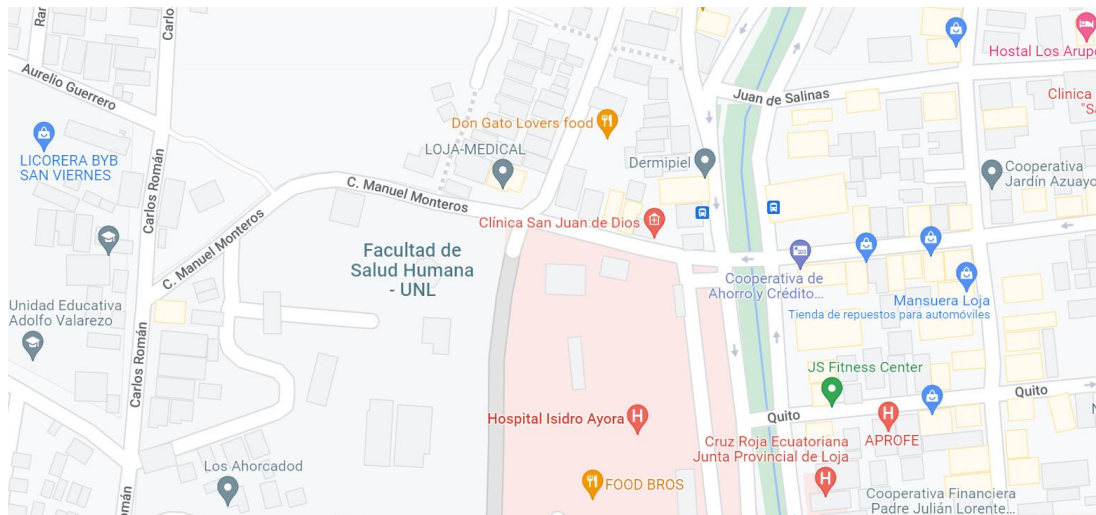 Ra
Carlo
Aurelio Guerrero
LICORERA BYB
SAN VIERNES
Carlos Román
C. Manuel Monteros
C. Manuel Monteros
LOJA-MEDICAL
Don Gato Lovers food
Dermipiel
Juan de Salinas
Hostal Los Arupo
Clinica
"Sa
Cooperativa
Jardín Azuayo
Clínica San Juan de Dios
Facultad de
Salud Humana
- UNL
Cooperativa de
Ahorro y Crédito...
Mansuera Loja
Tienda de repuestos para automóviles
Unidad Educativa
Adolfo Valarezo
Carlos Román
JS Fitness Center
Quito
Quito
Hospital Isidro Ayora
H
H
APROFE
Cruz Roja Ecuatoriana
Junta Provincial de Loja
H
Los Ahorcadod
FOOD BROS
Cooperativa Financiera
Padre Julián Lorente...
omán